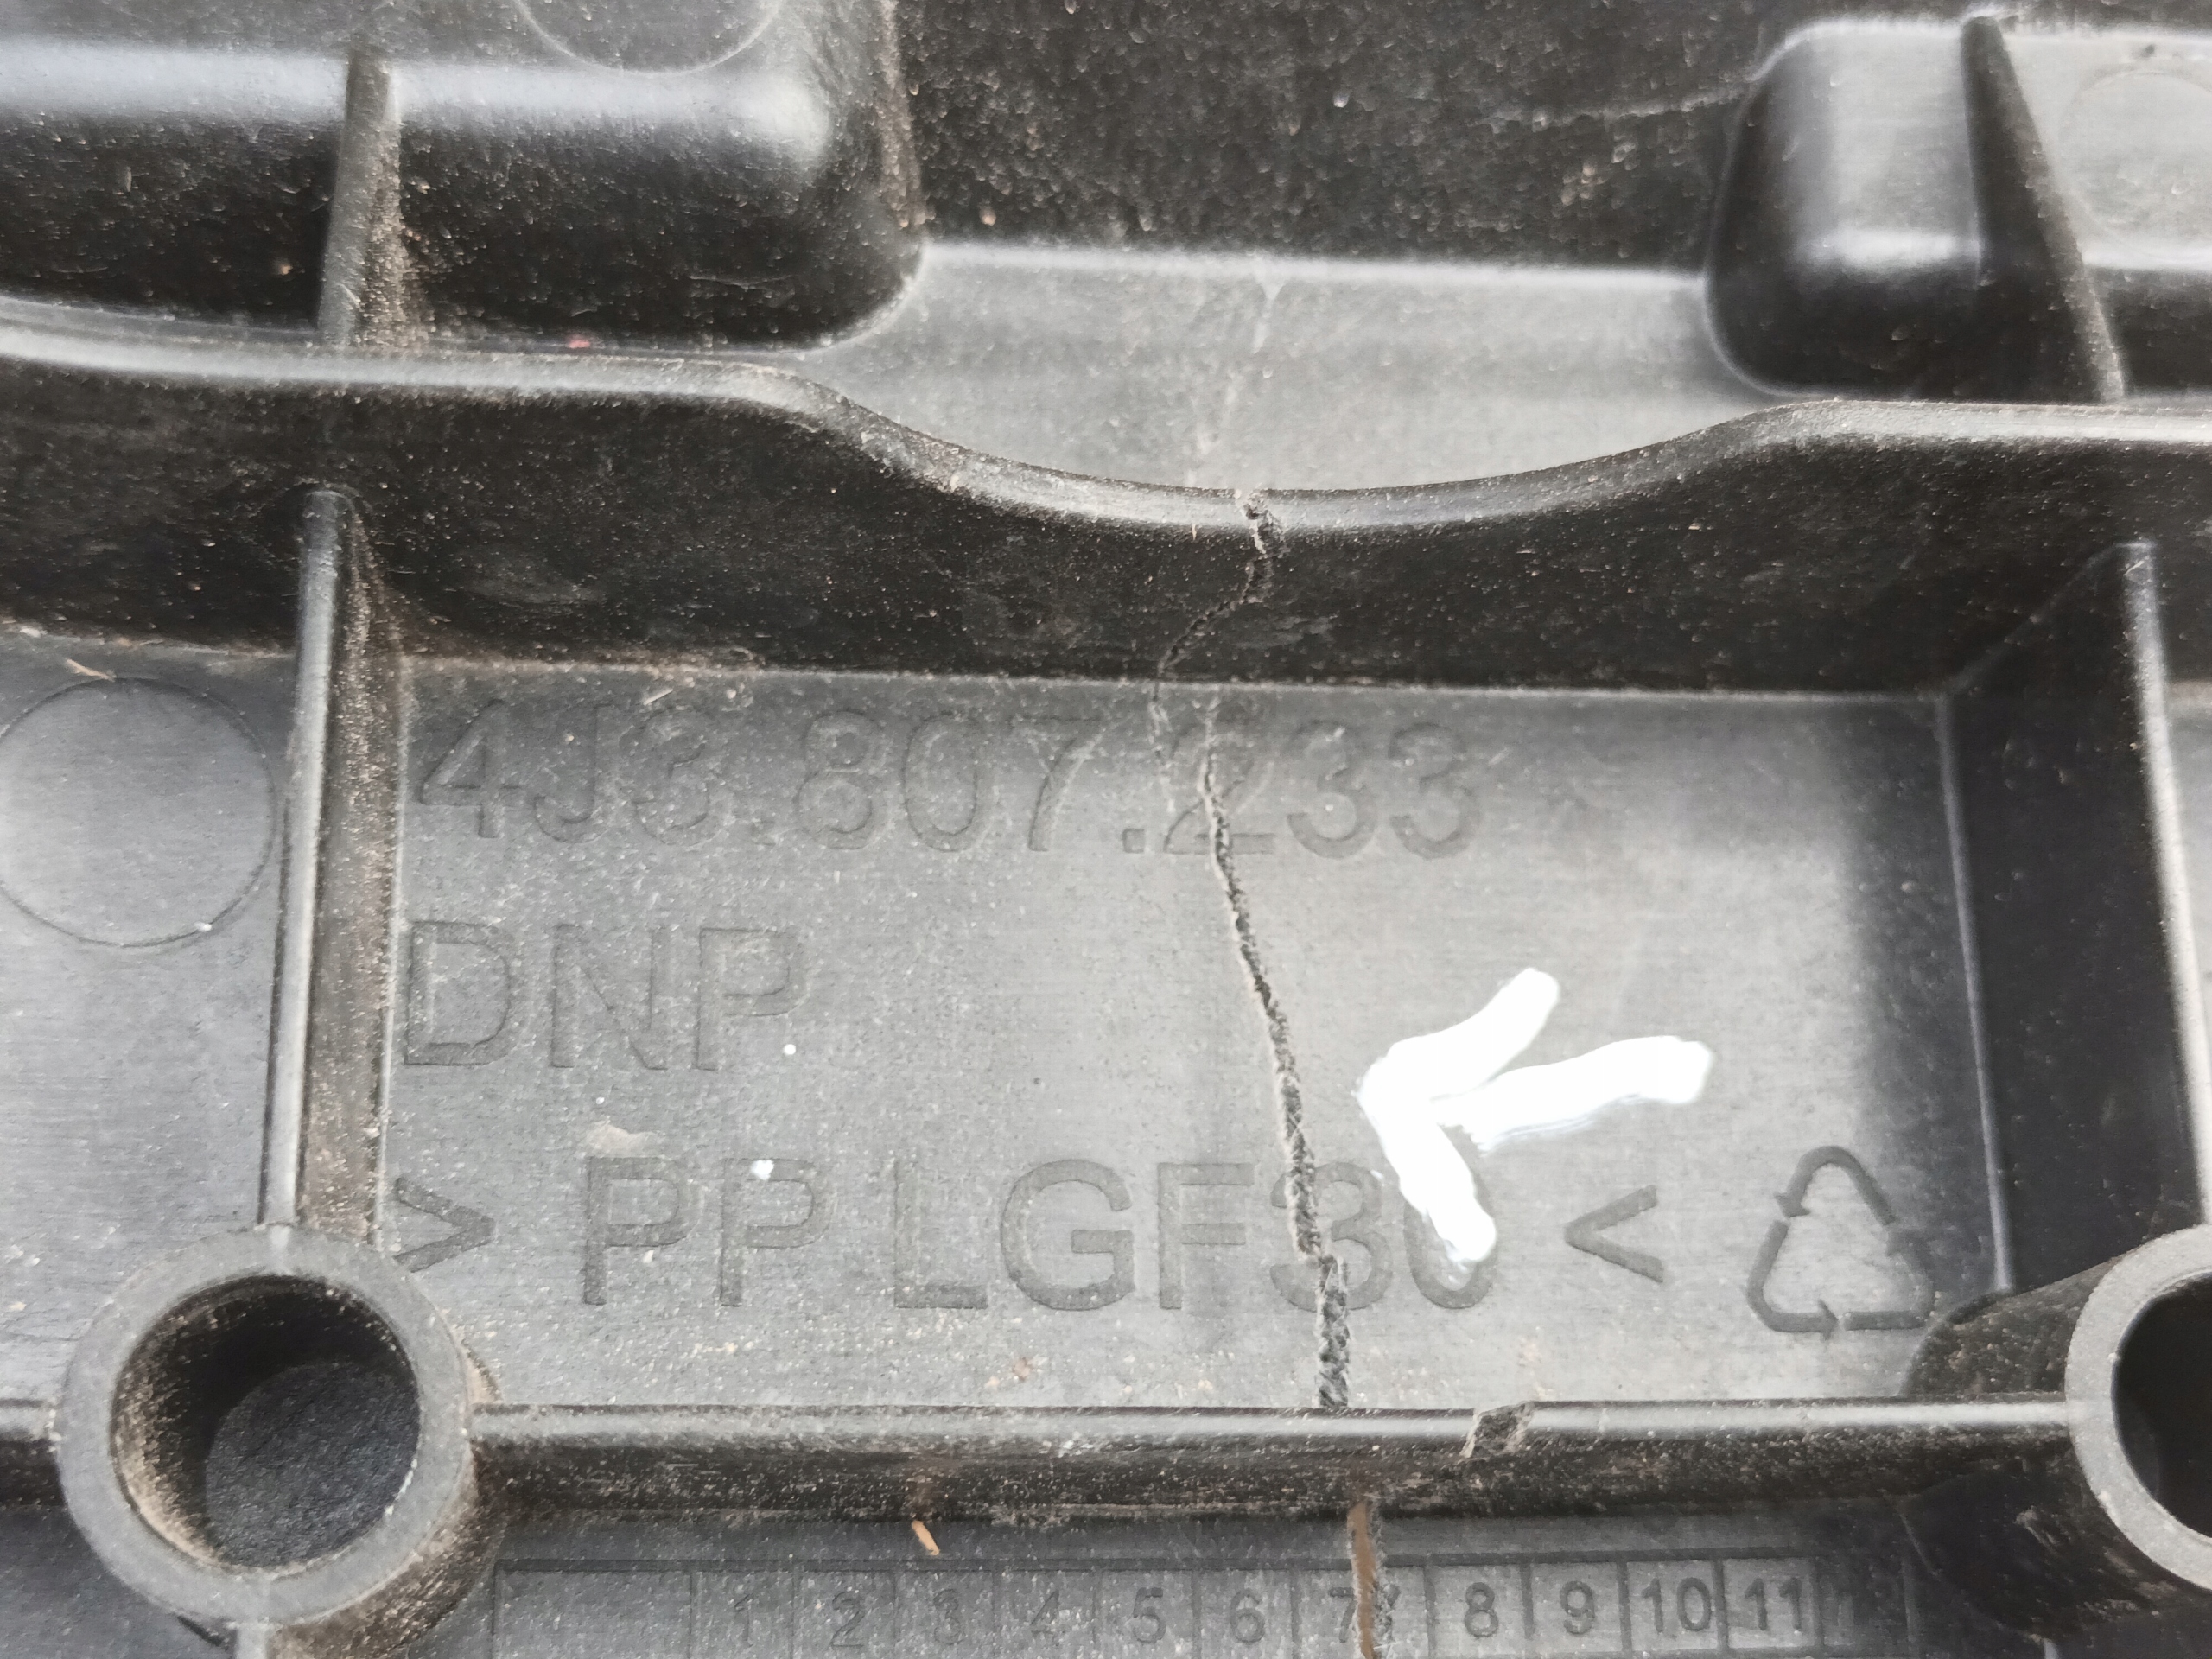 4J3.807.233
DNP
> PP LGF30 <
1 2 3 4 5 6 7 8 9 10 11